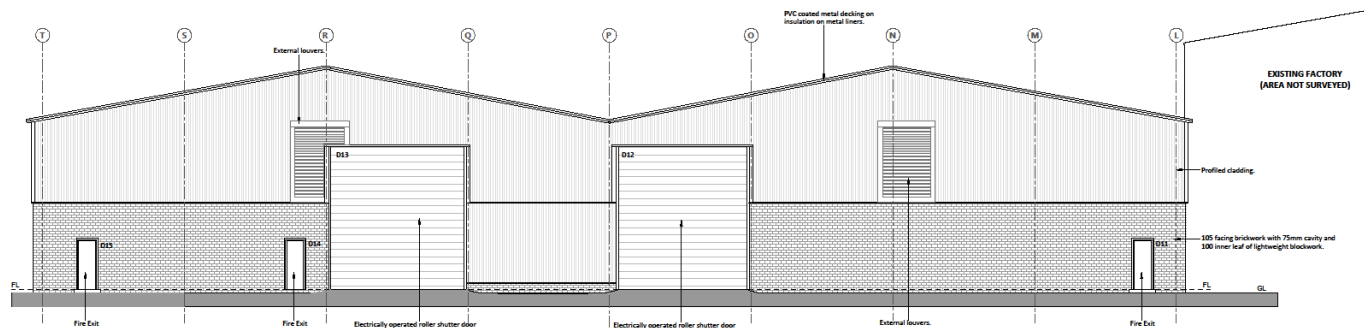 PVC coated metal decking on
insulation on metal liners.
T
S
R
Q
P
O
N
M
L
External louvers.
EXISTING FACTORY
(AREA NOT SURVEYED)
D13
D12
Profiled cladding.
D15
D14
D11
105 facing brickwork with 75mm cavity and
100 inner leaf of lightweight blockwork.
FL
FL
GL
Fire Exit
Fire Exit
Electrically operated roller shutter door
Electrically operated roller shutter door
External louvers.
Fire Exit